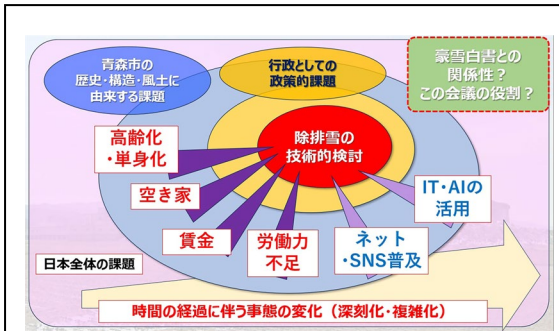 青森市の
歴史・構造・風土に
由来する課題
行政としての
政策的課題
豪雪白書との
関係性？
この会議の役割？
除排雪の
技術的検討
高齢化
・単身化
空き家
賃金
労働力
不足
ネット
・SNS普及
IT・AIの
活用
日本全体の課題
時間の経過に伴う事態の変化（深刻化・複雑化）